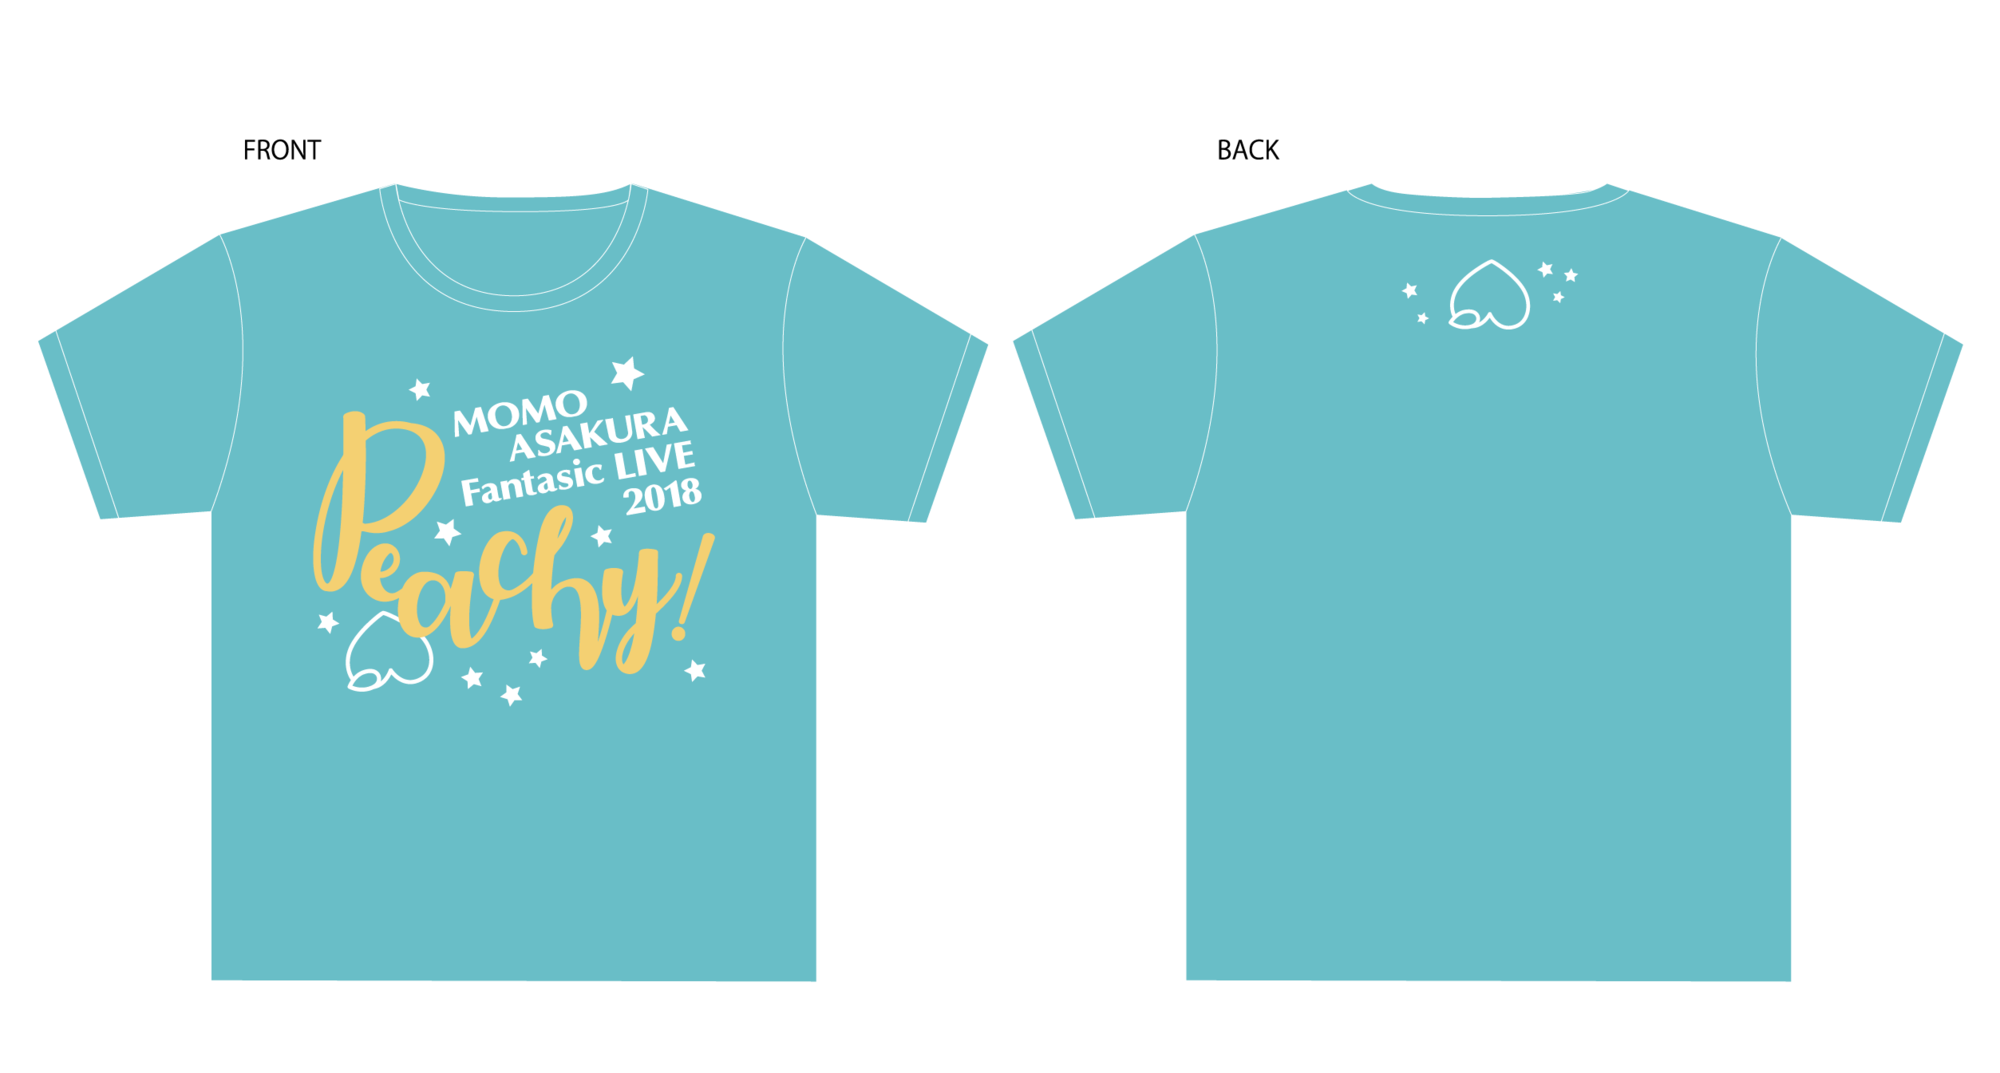 FRONT
BACK
MOMO
ASAKURA
Fantasic LIVE
2018
Peachy!